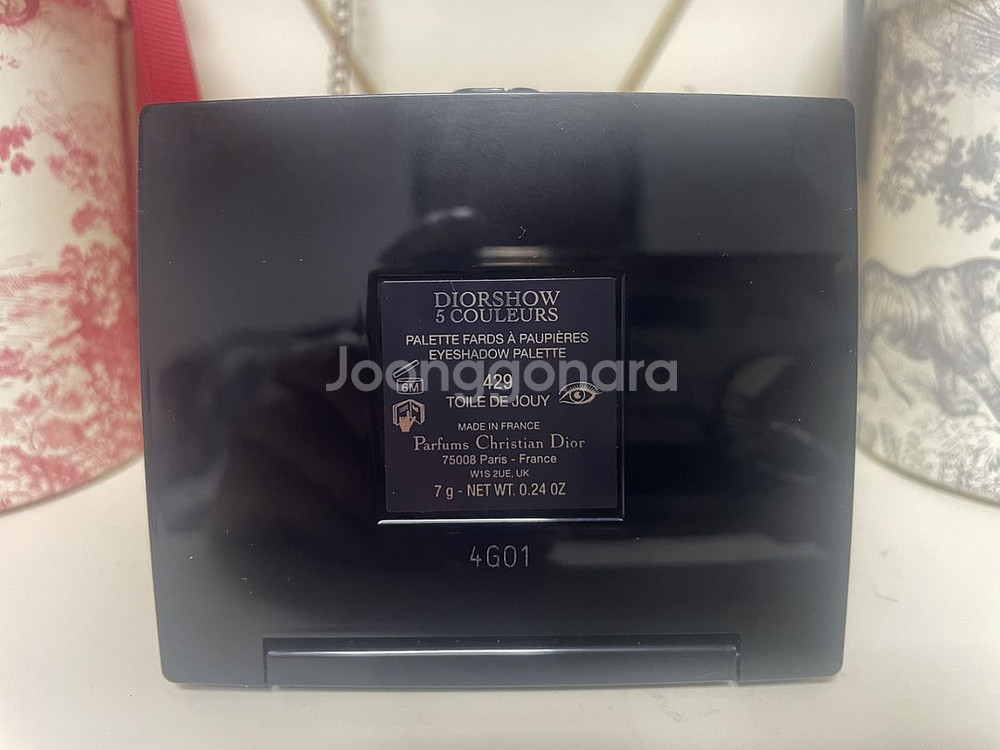 DIORSHOW
5 COULEURS
PALETTE FARDS À PAUPIÈRES
EYESHADOW PALETTE
Joonggonara
6M
429
TOILE DE JOUY
MADE IN FRANCE
Parfums Christian Dior
75008 Paris - France
W1S 2UE, UK
7 g - NET WT. 0.24 OZ
4G01